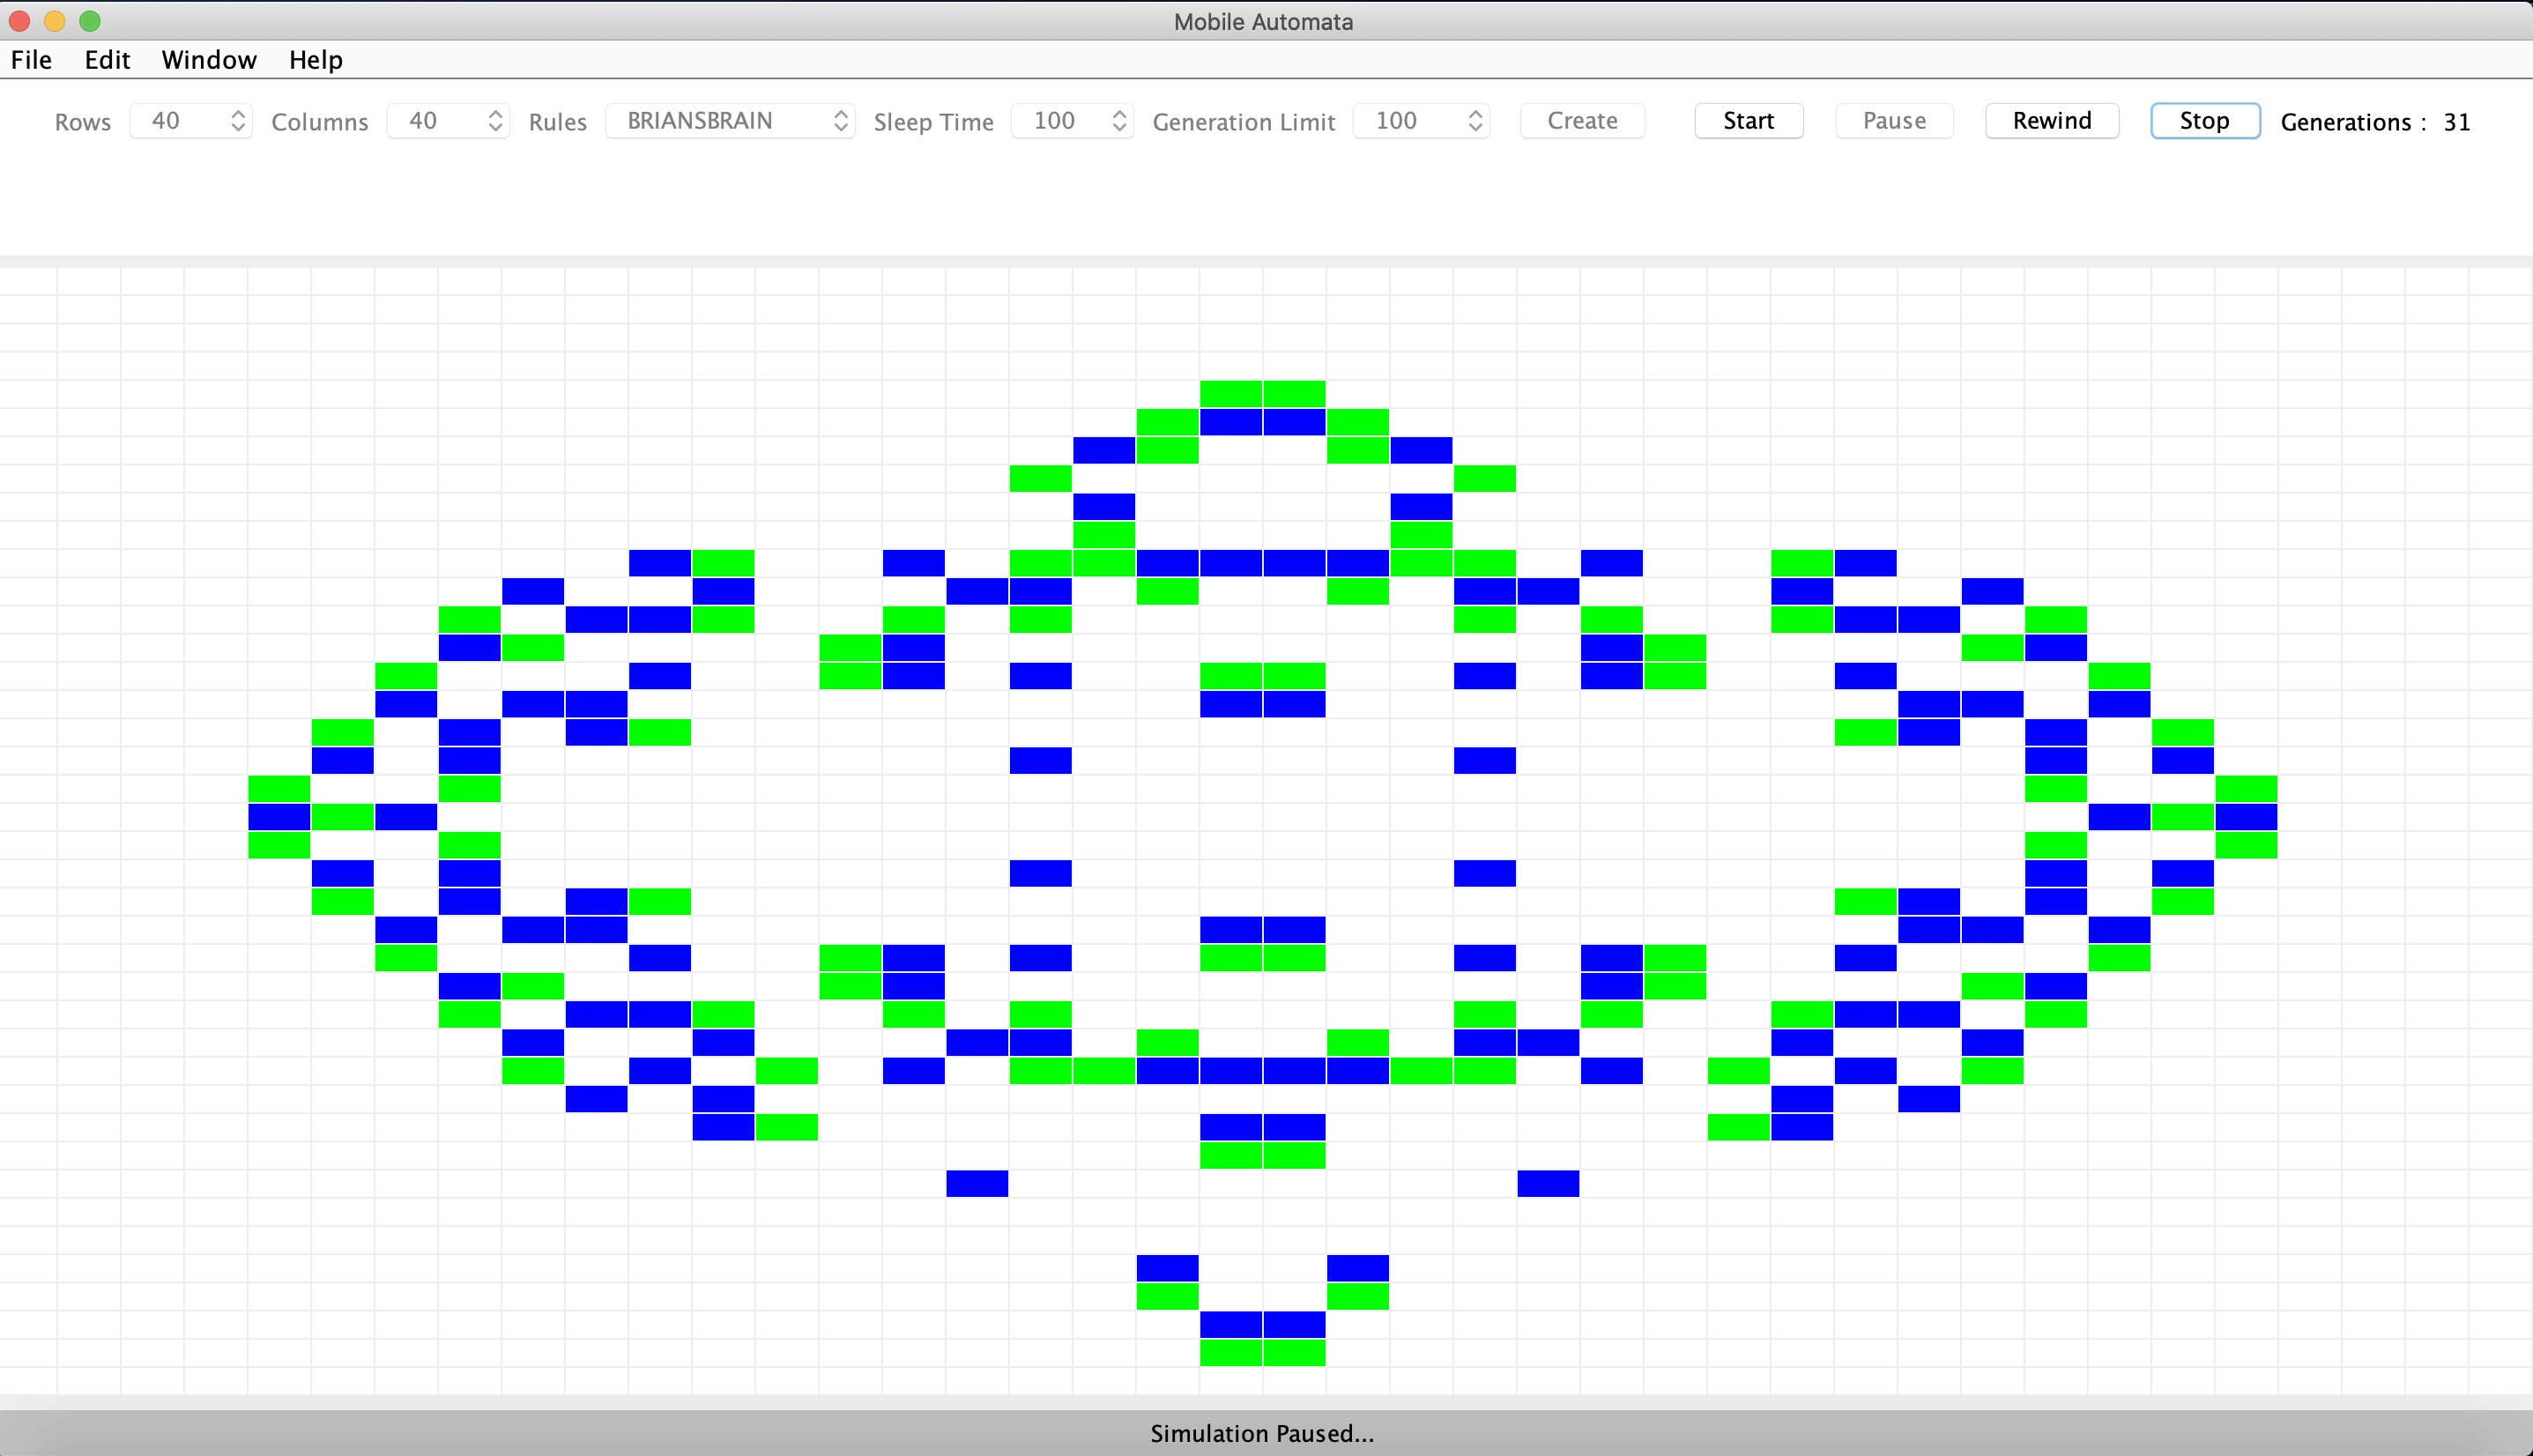 Mobile Automata
File Edit Window Help
Rows 40 Columns 40 Rules BRIANSBRAIN Sleep Time 100 Generation Limit 100 Create Start Pause Rewind Stop Generations : 31
Simulation Paused...